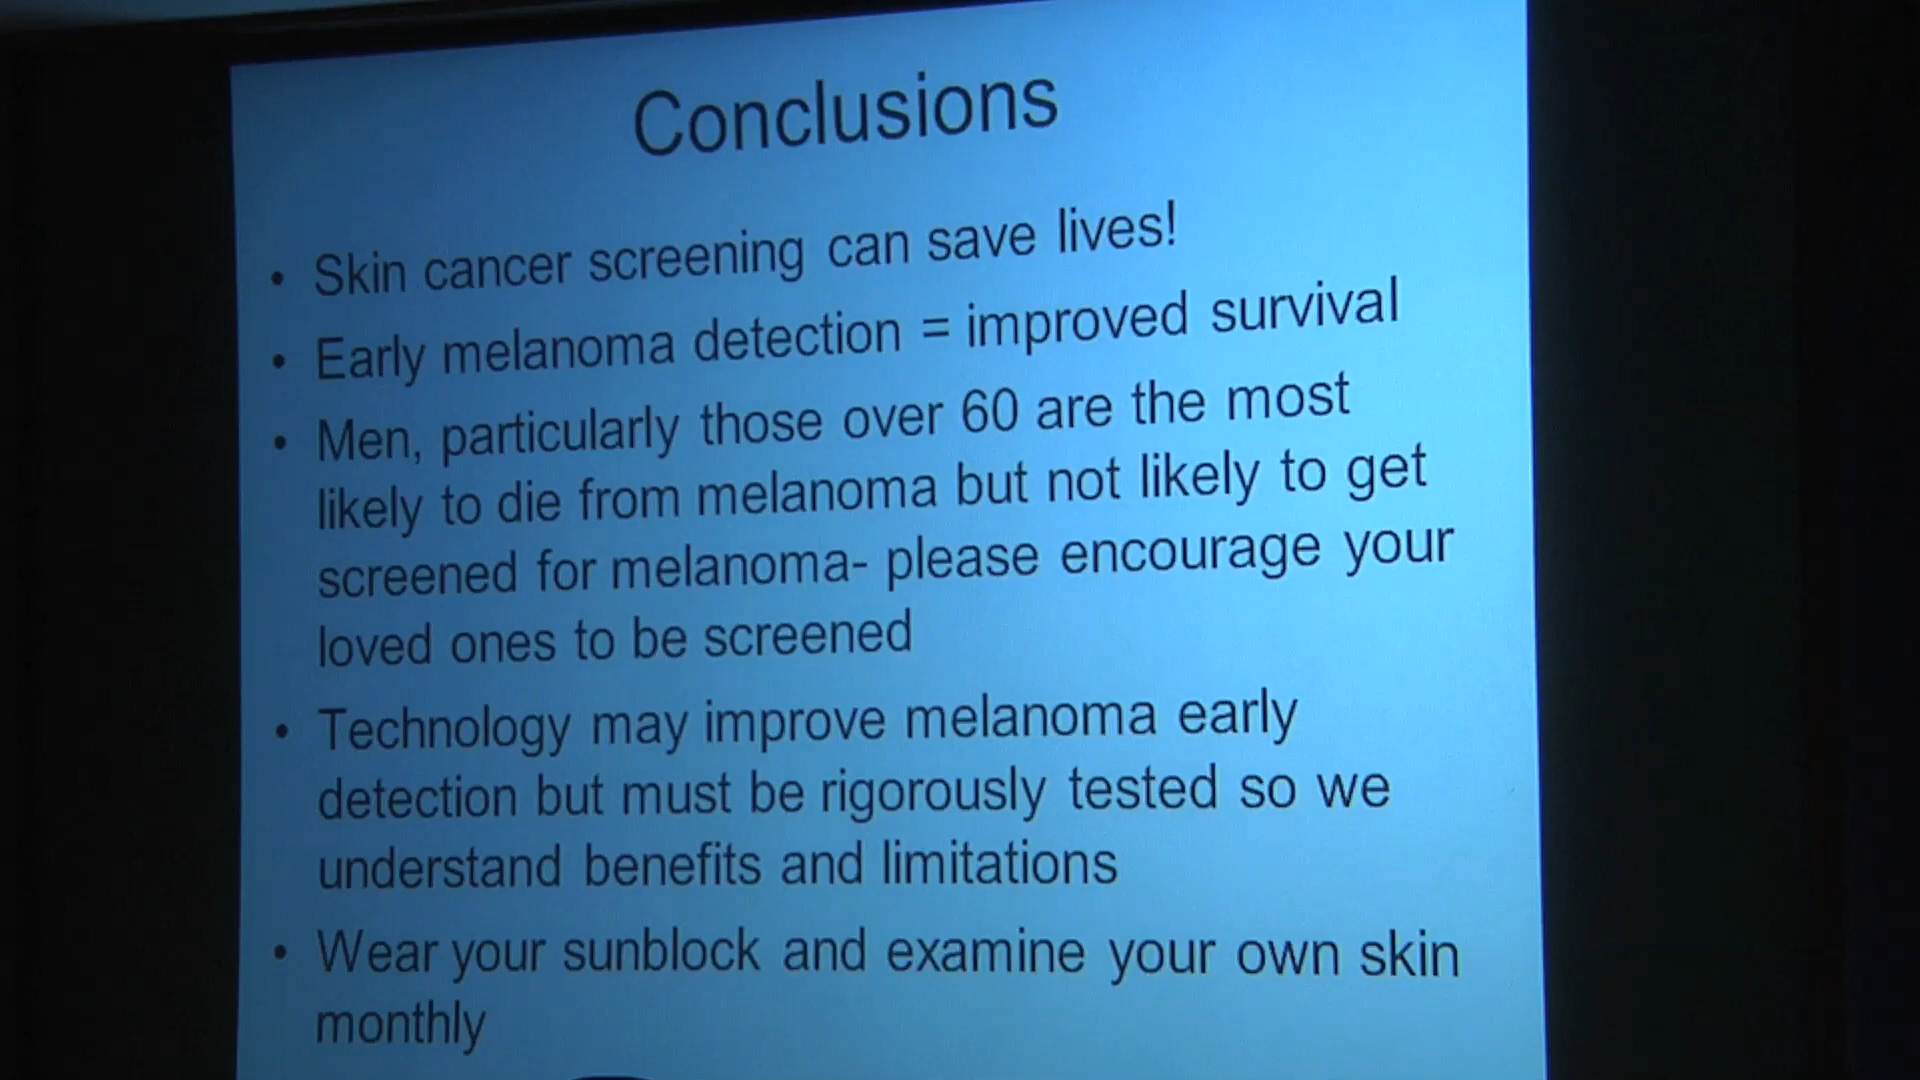 Conclusions
• Skin cancer screening can save lives!
• Early melanoma detection = improved survival
• Men, particularly those over 60 are the most
likely to die from melanoma but not likely to get
screened for melanoma- please encourage your
loved ones to be screened
• Technology may improve melanoma early
detection but must be rigorously tested so we
understand benefits and limitations
• Wear your sunblock and examine your own skin
monthly